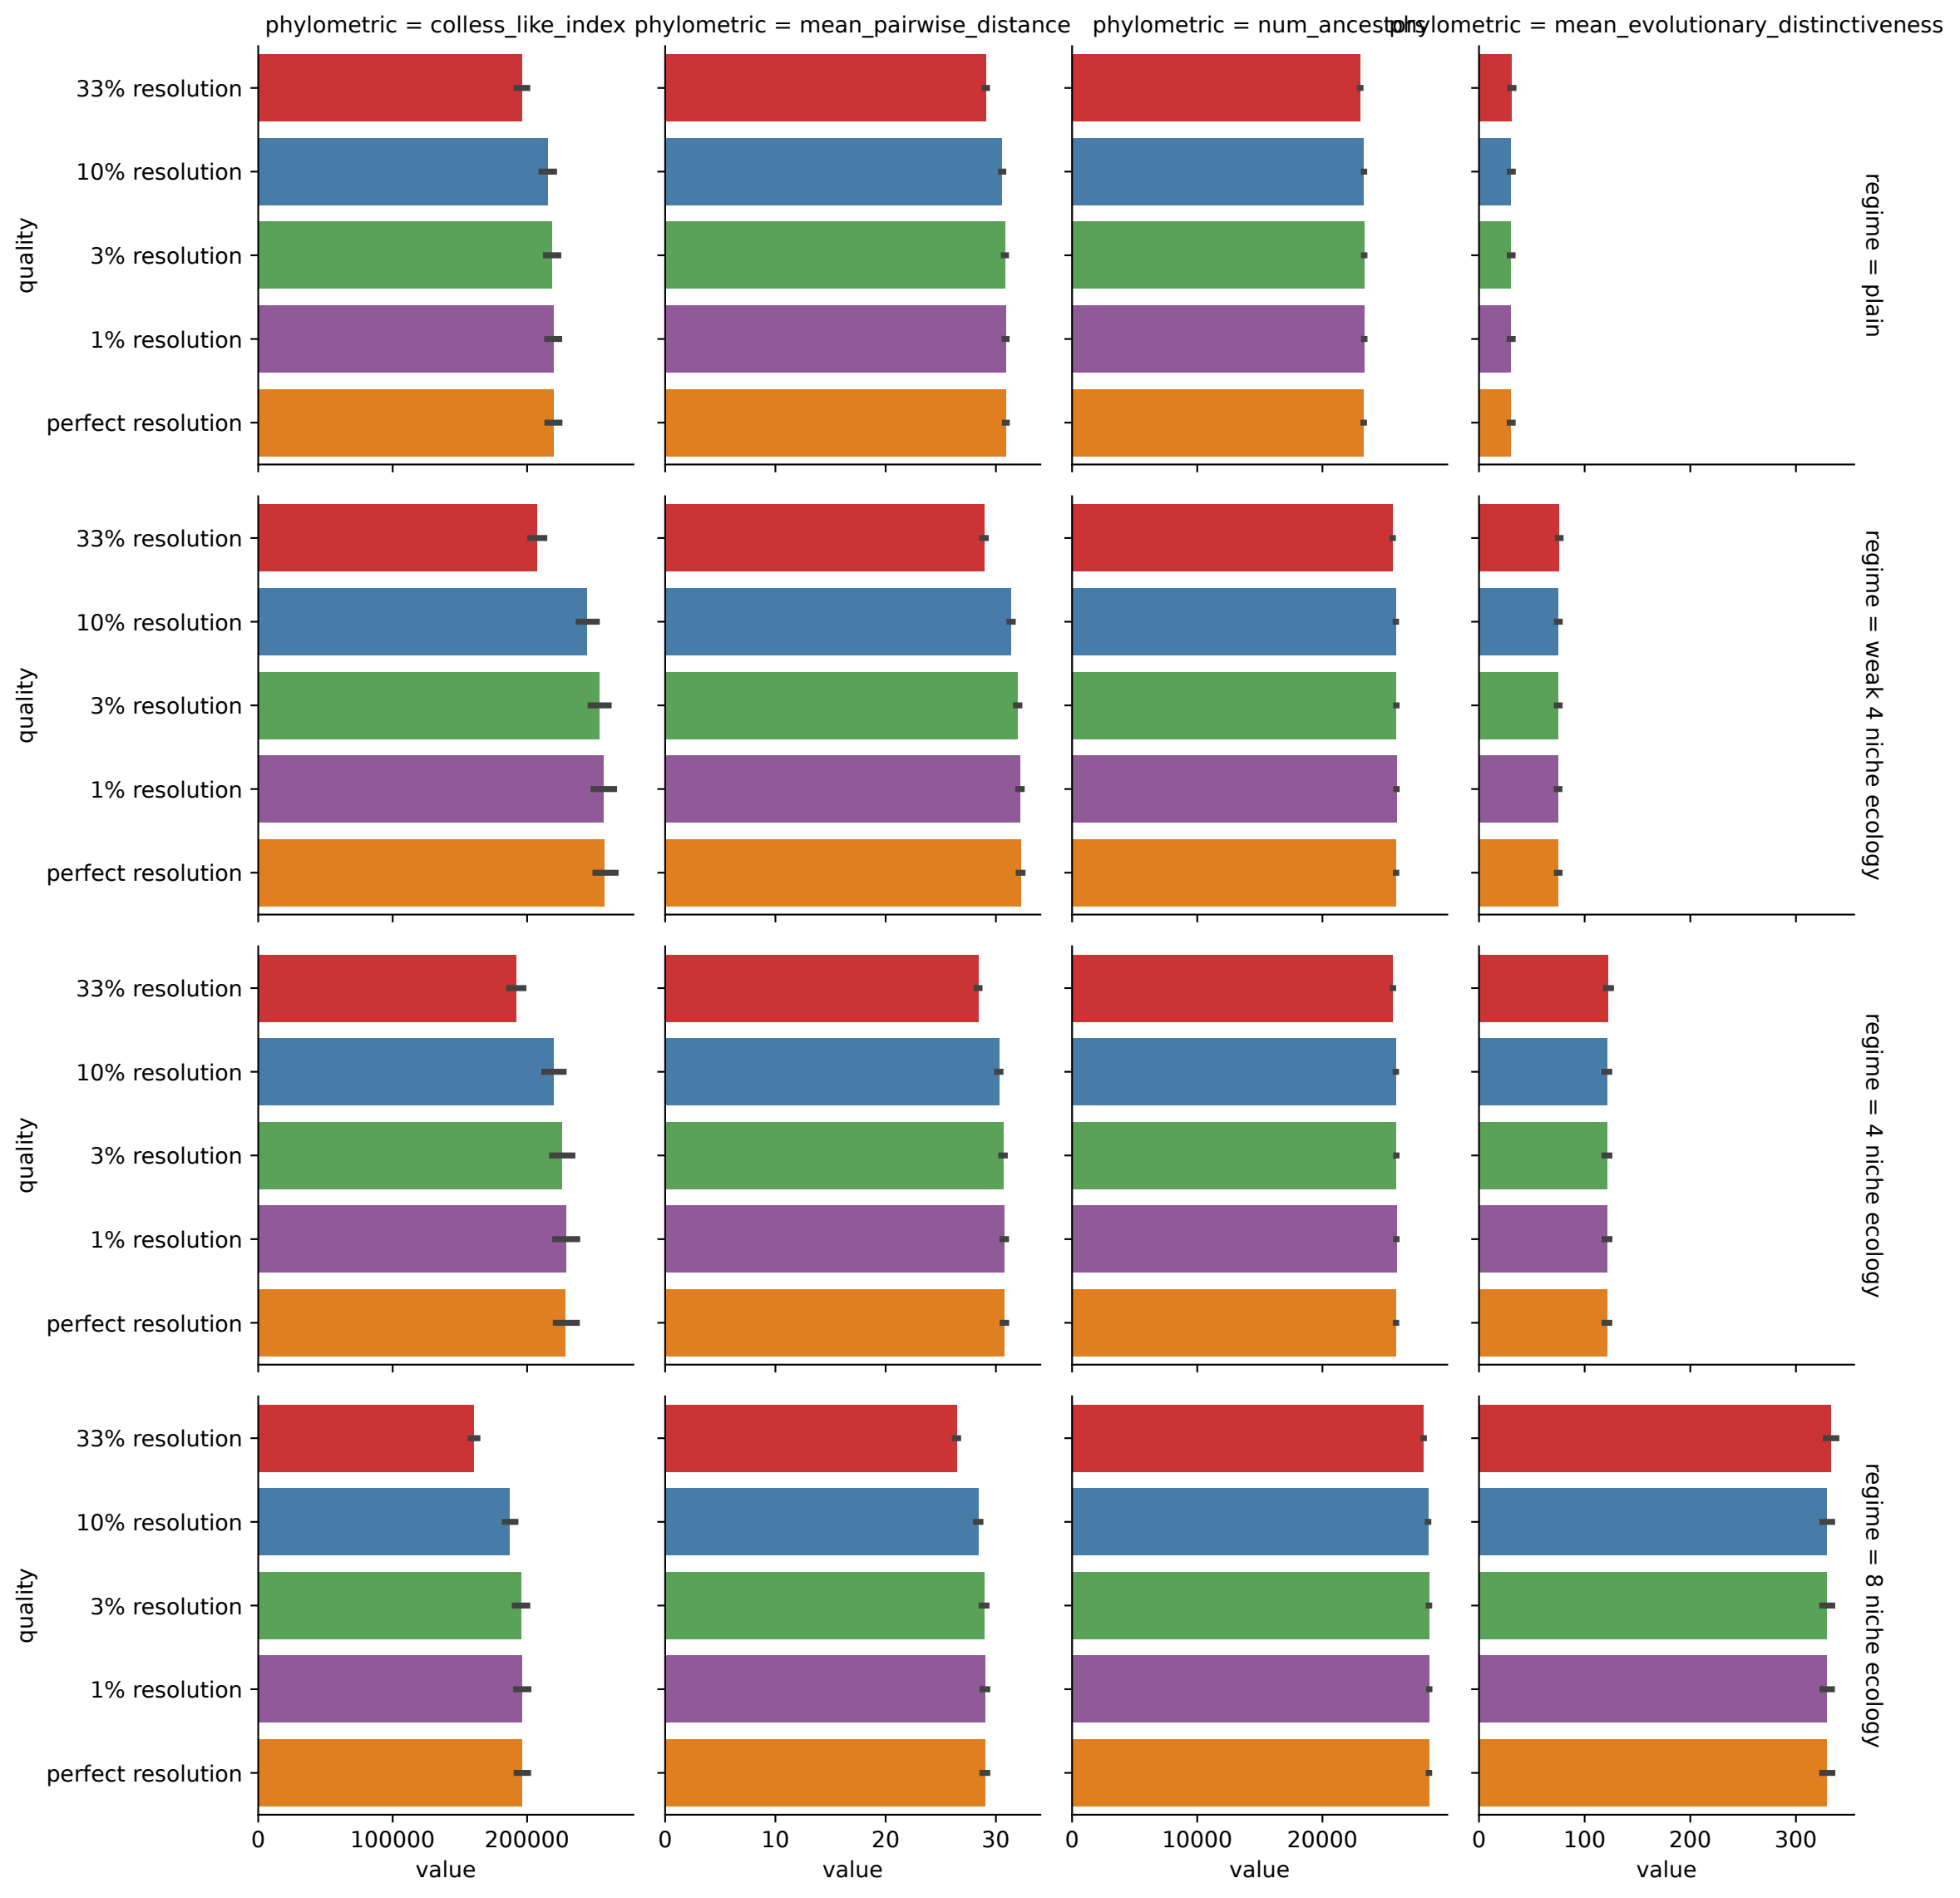 phylometric = colless_like_index
phylometric = mean_pairwise_distance
phylometric = num_ancestors
phylometric = mean_evolutionary_distinctiveness
quality
33% resolution
10% resolution
3% resolution
1% resolution
perfect resolution
regime = plain
quality
33% resolution
10% resolution
3% resolution
1% resolution
perfect resolution
regime = weak 4 niche ecology
quality
33% resolution
10% resolution
3% resolution
1% resolution
perfect resolution
regime = 4 niche ecology
quality
33% resolution
10% resolution
3% resolution
1% resolution
perfect resolution
regime = 8 niche ecology
0 100000 200000
value
0 10 20 30
value
0 10000 20000
value
0 100 200 300
value